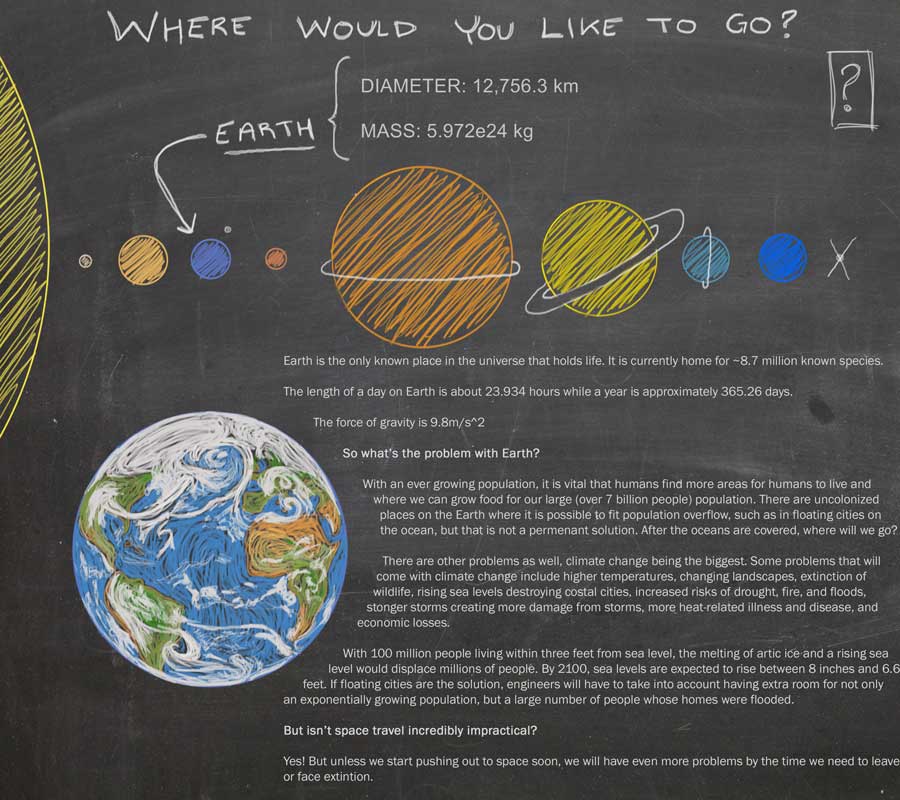 WHERE WOULD YOU LIKE TO GO?
?
DIAMETER: 12,756.3 km
EARTH
MASS: 5.972e24 kg
Earth is the only known place in the universe that holds life. It is currently home for ~8.7 million known species.
The length of a day on Earth is about 23.934 hours while a year is approximately 365.26 days.
The force of gravity is 9.8m/s^2
So what's the problem with Earth?
With an ever growing population, it is vital that humans find more areas for humans to live and
where we can grow food for our large (over 7 billion people) population. There are uncolonized
places on the Earth where it is possible to fit population overflow, such as in floating cities on
the ocean, but that is not a permenant solution. After the oceans are covered, where will we go?
There are other problems as well, climate change being the biggest. Some problems that will
come with climate change include higher temperatures, changing landscapes, extinction of
wildlife, rising sea levels destroying costal cities, increased risks of drought, fire, and floods,
stonger storms creating more damage from storms, more heat-related illness and disease, and
economic losses.
With 100 million people living within three feet from sea level, the melting of artic ice and a rising sea
level would displace millions of people. By 2100, sea levels are expected to rise between 8 inches and 6.6
feet. If floating cities are the solution, engineers will have to take into account having extra room for not only
an exponentially growing population, but a large number of people whose homes were flooded.
But isn't space travel incredibly impractical?
Yes! But unless we start pushing out to space soon, we will have even more problems by the time we need to leave
or face extintion.